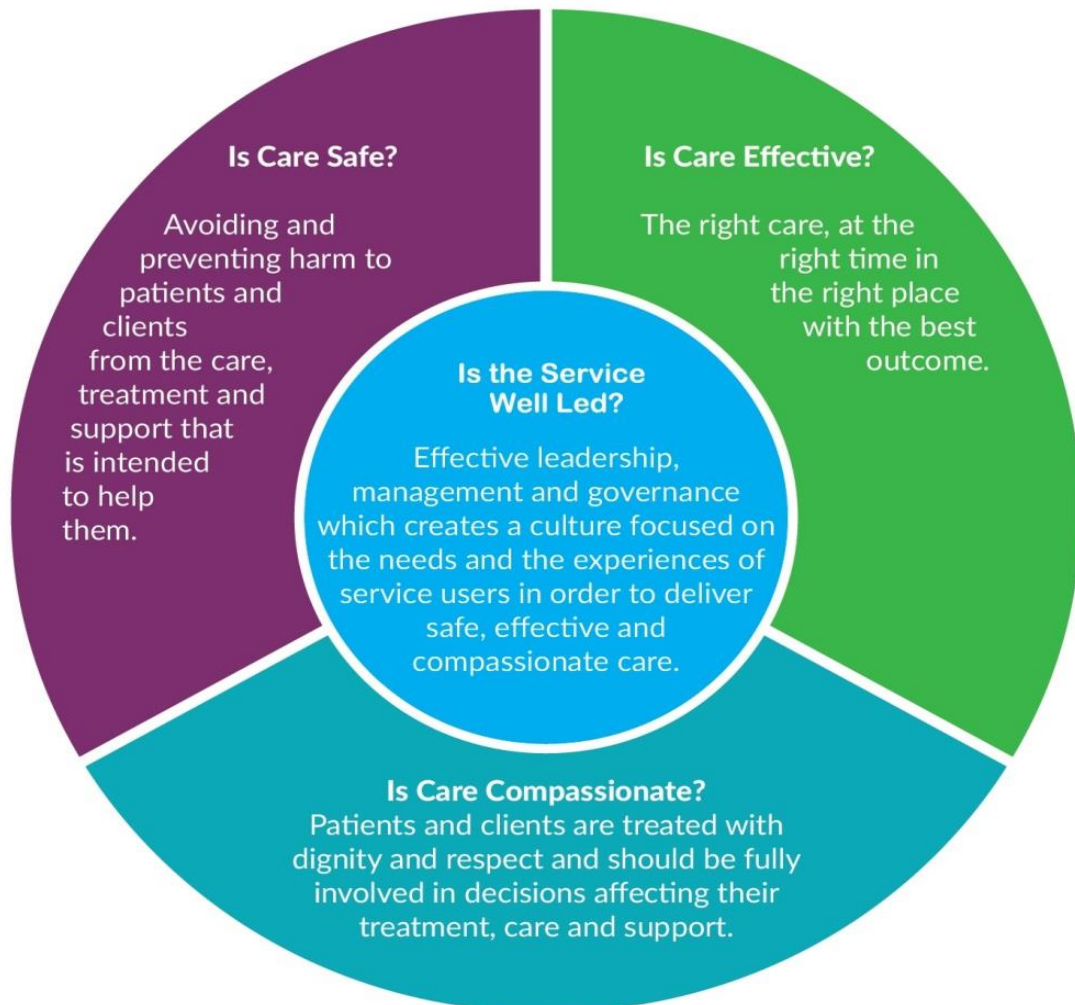 Is Care Safe?
Avoiding and
preventing harm to
patients and
clients
from the care,
treatment and
support that
is intended
to help
them.
Is Care Effective?
The right care, at the
right time in
the right place
with the best
outcome.
Is the Service
Well Led?
Effective leadership,
management and governance
which creates a culture focused on
the needs and the experiences of
service users in order to deliver
safe, effective and
compassionate care.
Is Care Compassionate?
Patients and clients are treated with
dignity and respect and should be fully
involved in decisions affecting their
treatment, care and support.